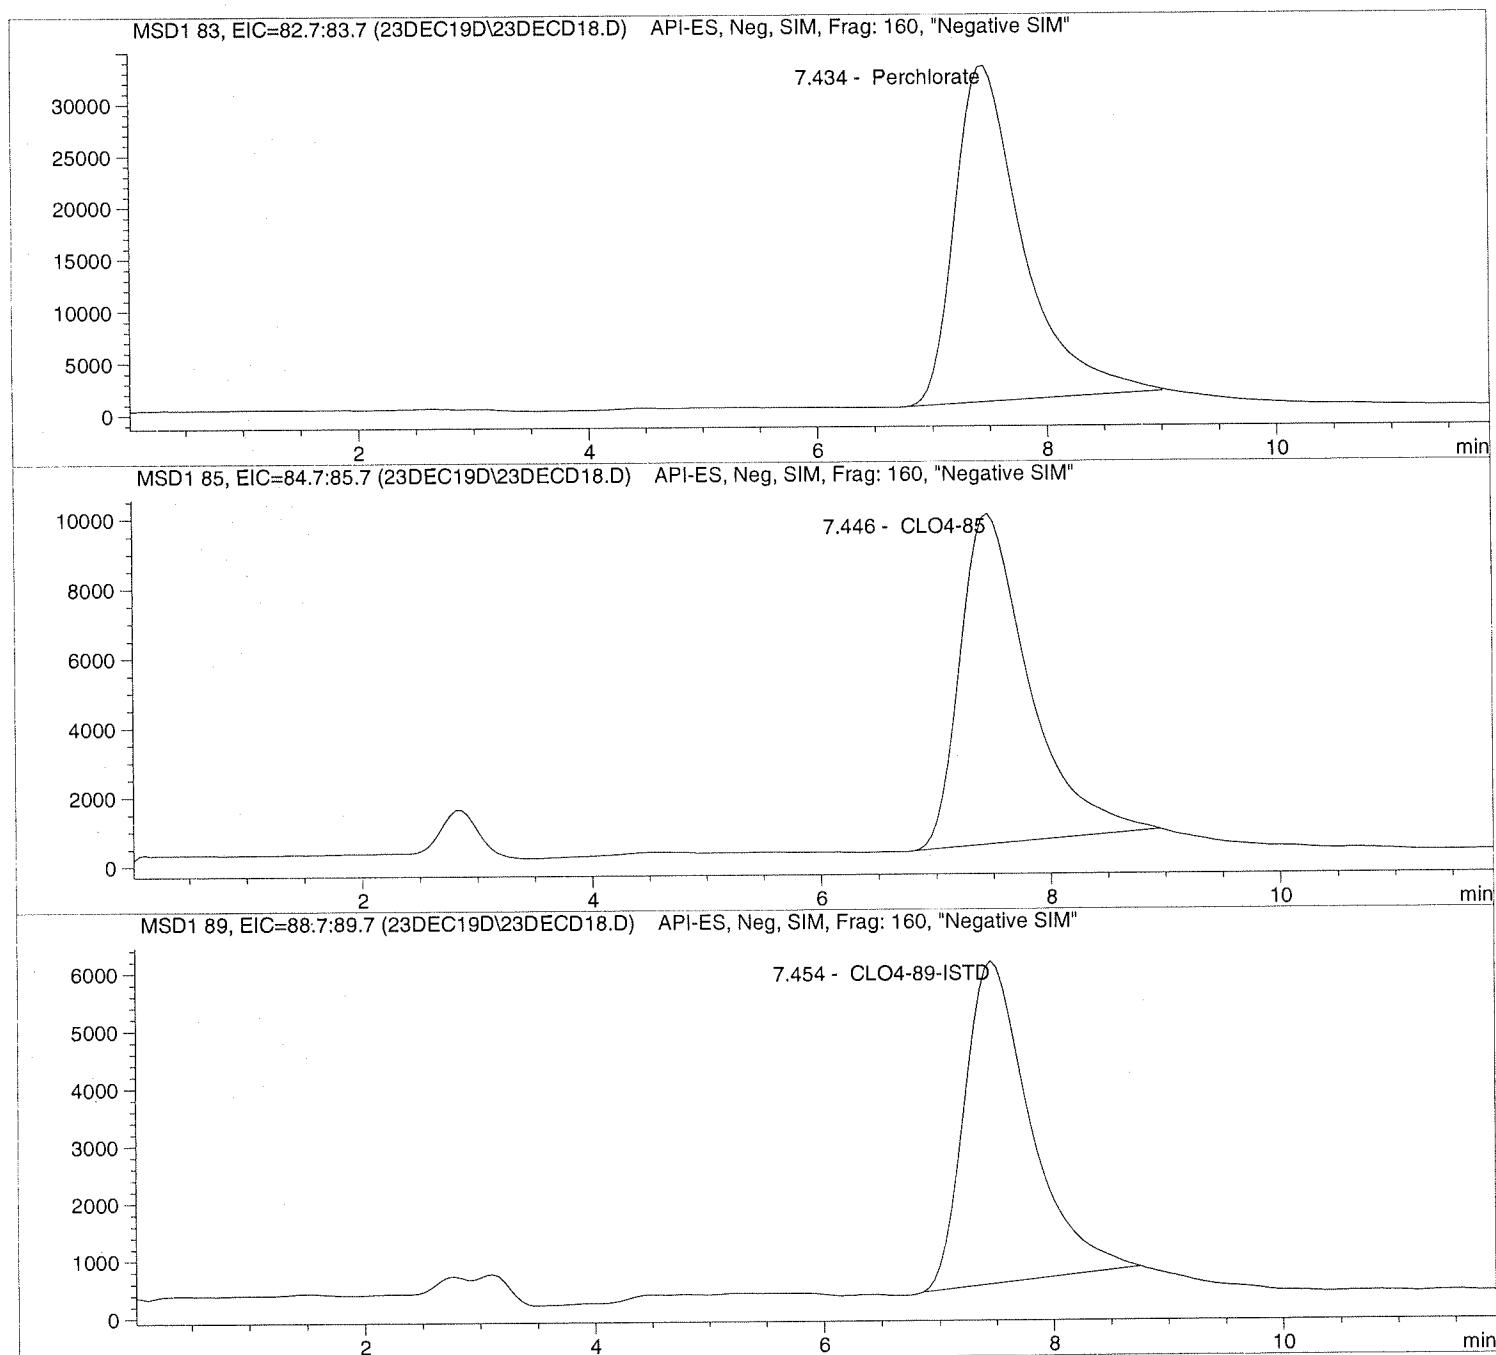 MSD1 83, EIC=82.7:83.7 (23DEC19D\23DECD18.D) API-ES, Neg, SIM, Frag: 160, "Negative SIM"
7.434 - Perchlorate
30000
25000
20000
15000
10000
5000
0
2 4 6 8 10 min
MSD1 85, EIC=84.7:85.7 (23DEC19D\23DECD18.D) API-ES, Neg, SIM, Frag: 160, "Negative SIM"
7.446 - CLO4-85
10000
8000
6000
4000
2000
0
2 4 6 8 10 min
MSD1 89, EIC=88.7:89.7 (23DEC19D\23DECD18.D) API-ES, Neg, SIM, Frag: 160, "Negative SIM"
7.454 - CLO4-89-ISTD
6000
5000
4000
3000
2000
1000
0
2 4 6 8 10 min